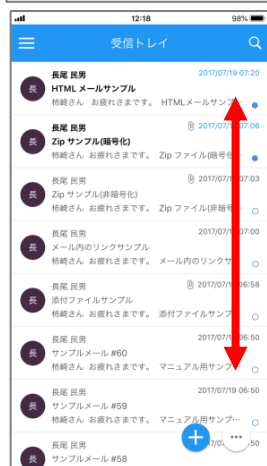 12:18
98%
受信トレイ
長尾 民男
2017/07/19 07:20
長
HTML メールサンプル
柿崎さん お疲れさまです。 HTMLメールサンプ
長尾 民男
2017/07/19 07:06
長
Zip サンプル(暗号化)
柿崎さん お疲れさまです。 Zip ファイル(暗号化
長尾 民男
2017/07/19 07:03
長
Zip サンプル(非暗号化)
柿崎さん お疲れさまです。 Zip ファイル(非暗号
長尾 民男
2017/07/19 07:00
長
メール内のリンクサンプル
柿崎さん お疲れさまです。 メール内のリンクサ
長尾 民男
2017/07/19 06:58
長
添付ファイルサンプル
柿崎さん お疲れさまです。 添付ファイルサンプ
長尾 民男
2017/07/19 06:50
長
サンプルメール #60
柿崎さん お疲れさまです。 マニュアル用サンプ
長尾 民男
2017/07/19 06:50
長
サンプルメール #59
柿崎さん お疲れさまです。 マニュアル用サンプ…
長尾 民男
長
サンプルメール #58